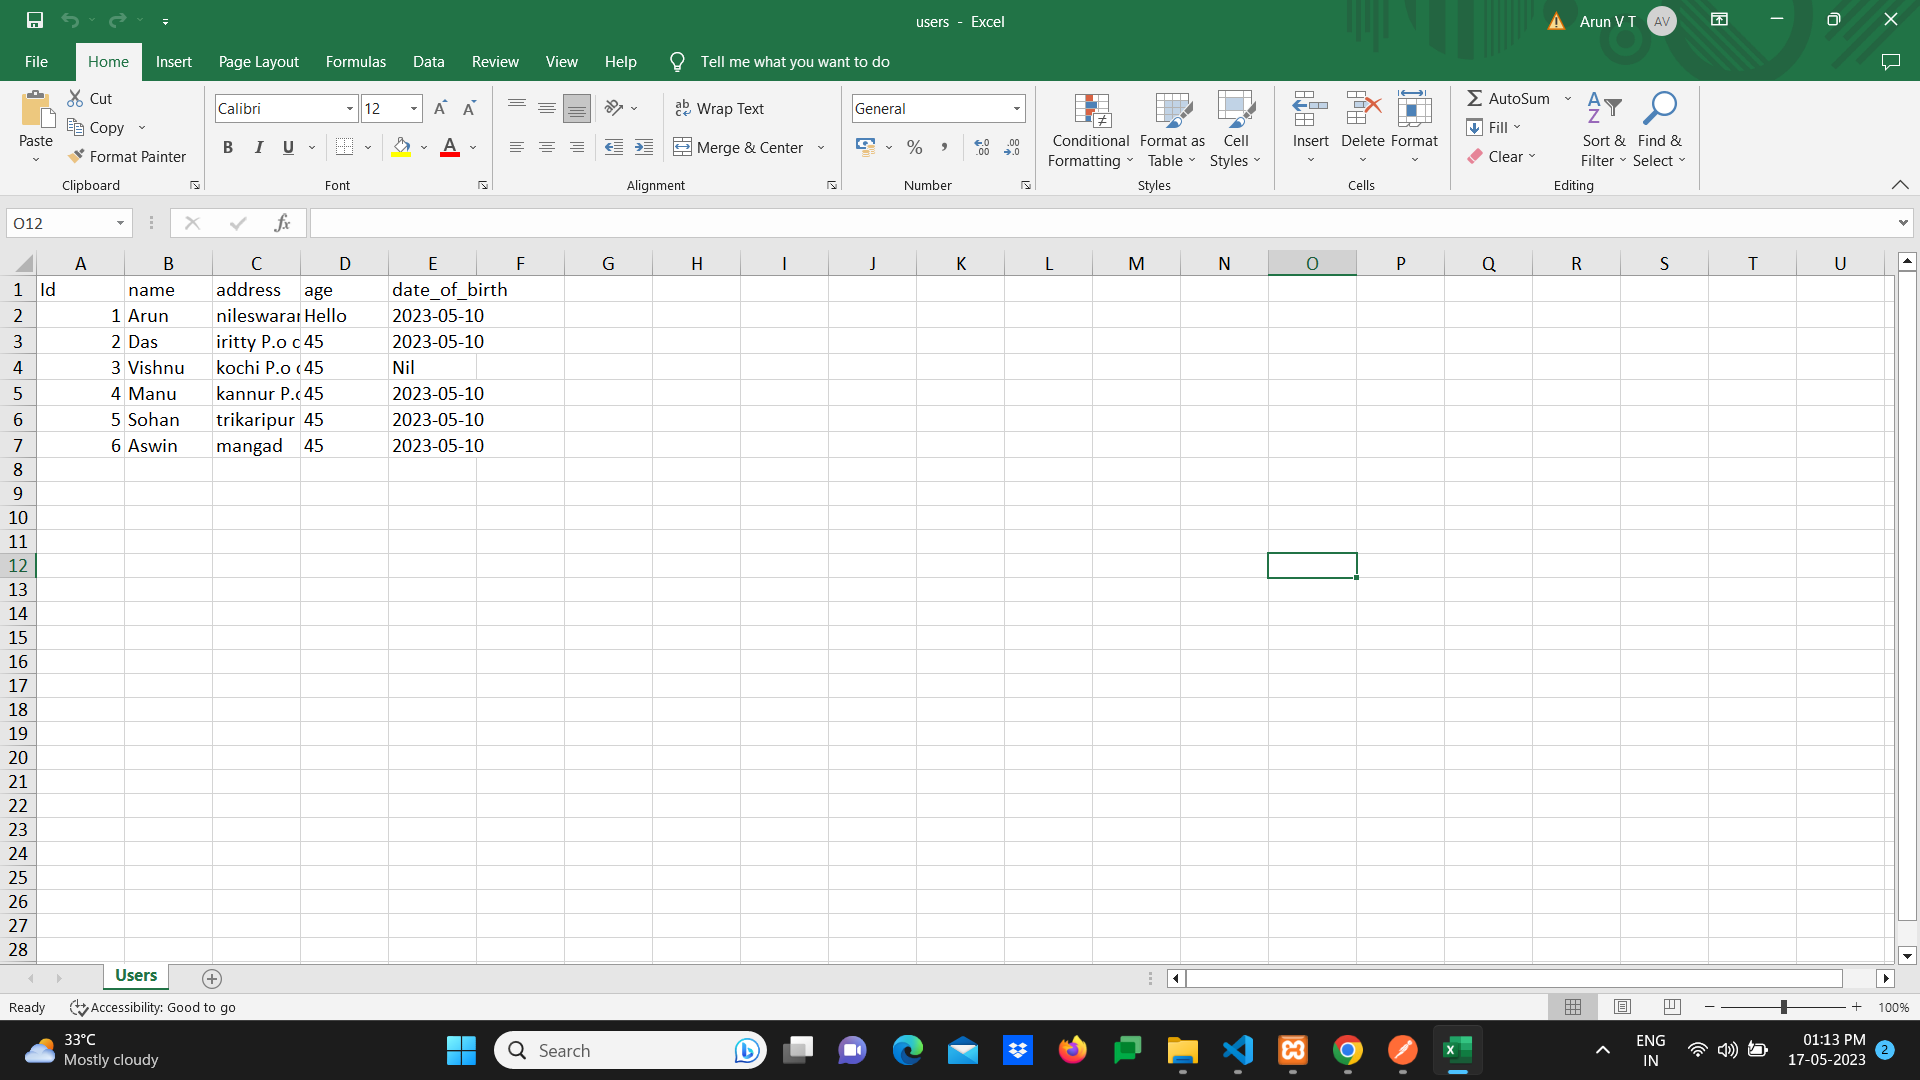 users - Excel
Arun V T
AV
File Home Insert Page Layout Formulas Data Review View Help Tell me what you want to do
Paste
Cut
Copy
Format Painter
Clipboard
Calibri 12
B I U
Font
Wrap Text
Merge & Center
Alignment
General
Number
Conditional Formatting
Format as Table
Cell Styles
Styles
Insert Delete Format
Cells
AutoSum
Fill
Clear
Sort & Filter
Find & Select
Editing
O12
fx
A B C D E F G H I J K L M N O P Q R S T U
1 Id name address age date_of_birth
2 1 Arun nileswaran Hello 2023-05-10
3 2 Das iritty P.o 45 2023-05-10
4 3 Vishnu kochi P.o 45 Nil
5 4 Manu kannur 45 2023-05-10
6 5 Sohan trikaripur 45 2023-05-10
7 6 Aswin mangad 45 2023-05-10
8
9
10
11
12
13
14
15
16
17
18
19
20
21
22
23
24
25
26
27
28
Users
Ready Accessibility: Good to go 100%
33°C
Mostly cloudy
Search
ENG
IN
01:13 PM
17-05-2023
2